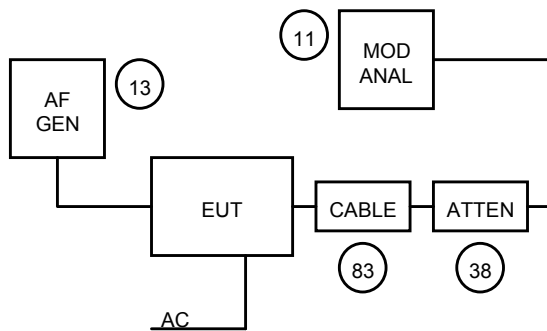 11
MOD
ANAL
13
AF
GEN
EUT
CABLE
ATTEN
83
38
AC